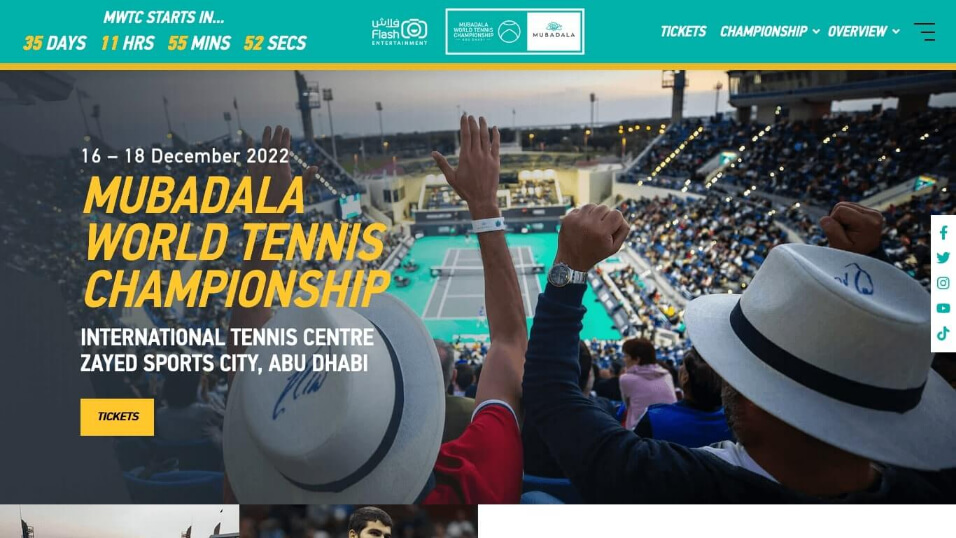 MWTC STARTS IN...
35 DAYS 11 HRS 55 MINS 52 SECS
فلاش
Flash
ENTERTAINMENT
MUBADALA
WORLD TENNIS
CHAMPIONSHIP
MUBADALA
TICKETS CHAMPIONSHIP OVERVIEW
16 – 18 December 2022
MUBADALA
WORLD TENNIS
CHAMPIONSHIP
INTERNATIONAL TENNIS CENTRE
ZAYED SPORTS CITY, ABU DHABI
TICKETS